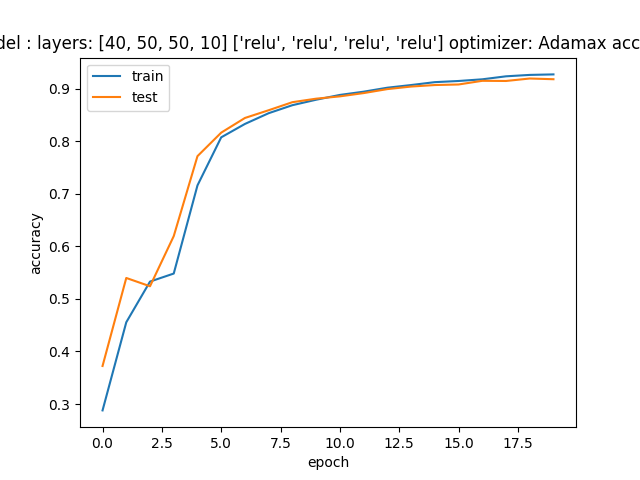 layers: [40, 50, 50, 10] ['relu', 'relu', 'relu', 'relu'] optimizer: Adamax
train
test
0.9
0.8
0.7
0.6
0.5
0.4
0.3
accuracy
0.0 2.5 5.0 7.5 10.0 12.5 15.0 17.5
epoch